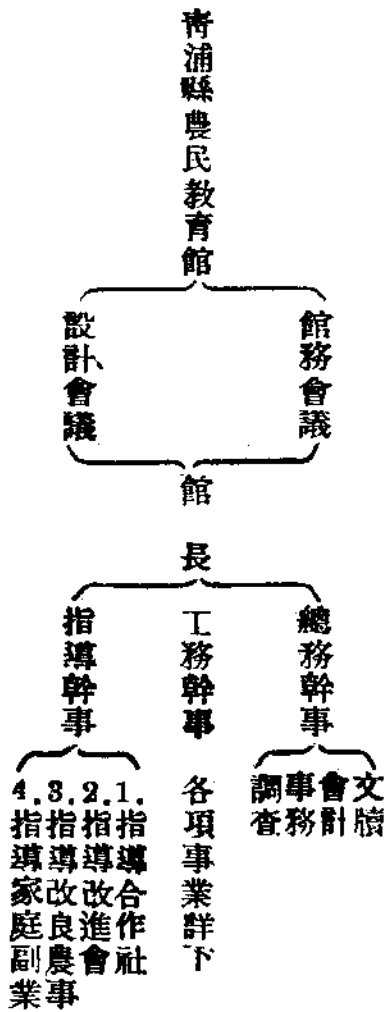 青浦縣農民教育館
館務會議
設計會議
館長
總務幹事
文牘
會計
事務
調查
工務幹事
各項事業詳下
指導幹事
1.指導合作社
2.指導改進會
3.指導改良農事
4.指導家庭副業